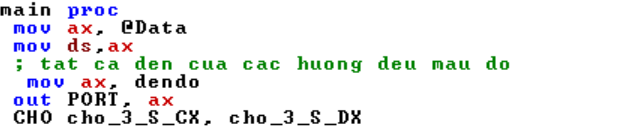 main proc
mov ax, @Data
mov ds,ax
; tat ca den cua cac huong deu mau do
mov ax, dendo
out PORT, ax
CHO cho_3_S_CX, cho_3_S_DX